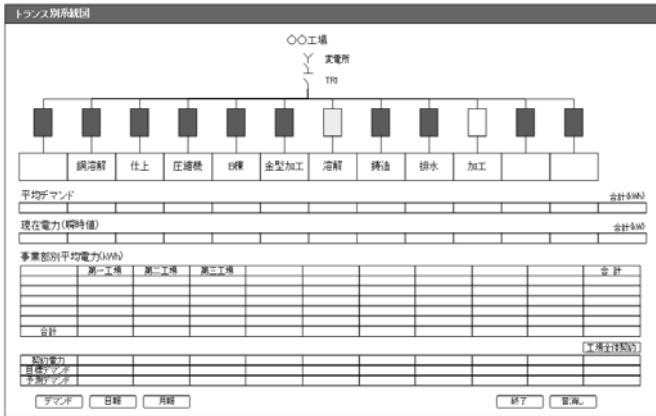 トランス別系統図
○○工場
変電所
TR1
銅溶解 仕上 圧縮機 B棟 金型加工 溶解 鋳造 排水 加工
平均デマンド 合計(kWh)
現在電力(瞬時値) 合計(kW)
事業部別平均電力(kWh)
第一工場 第二工場 第三工場 合計
合計
工場全体契約
契約電力
目標デマンド
予測デマンド
デマンド 日報 月報 終了 音消し